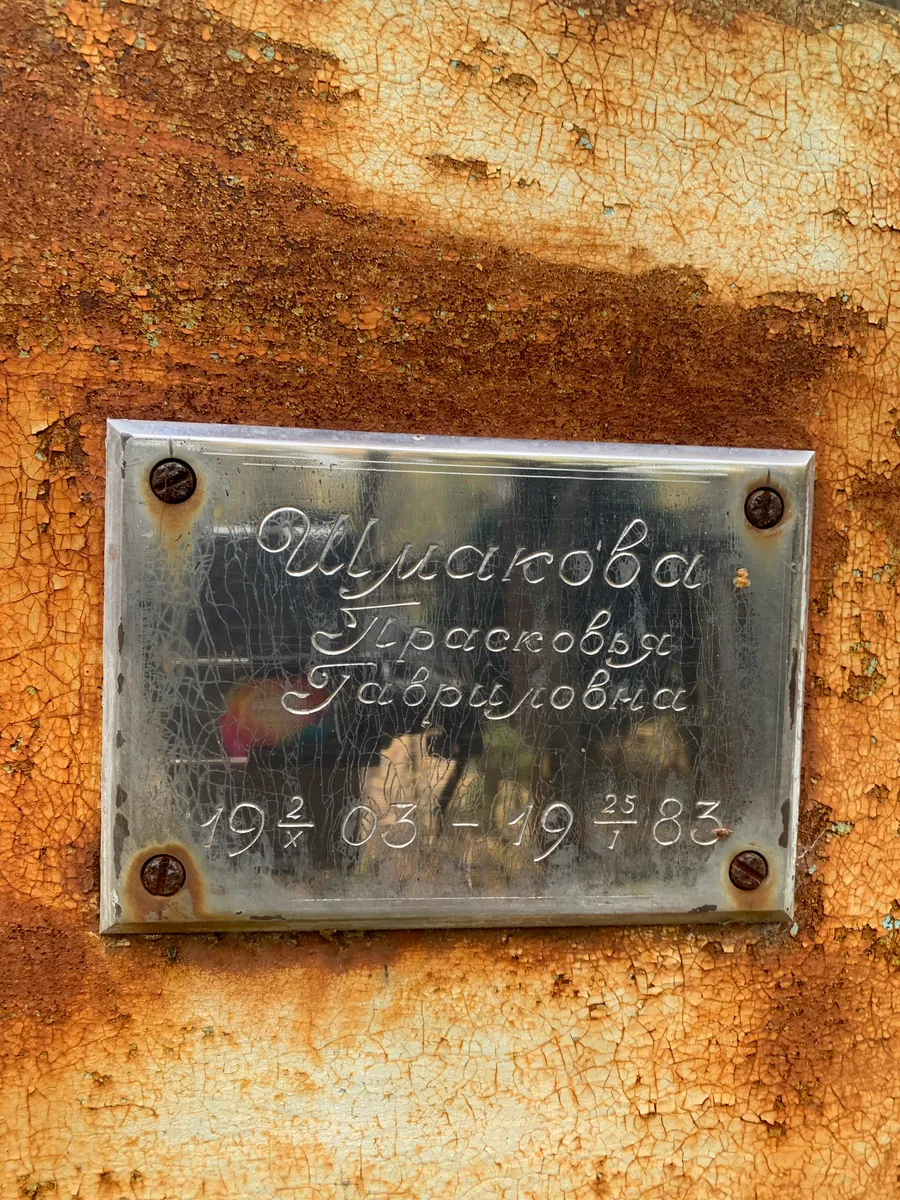 Шмакова
Прасковья
Гавриловна
19 2/X 03 - 19 25/I 83